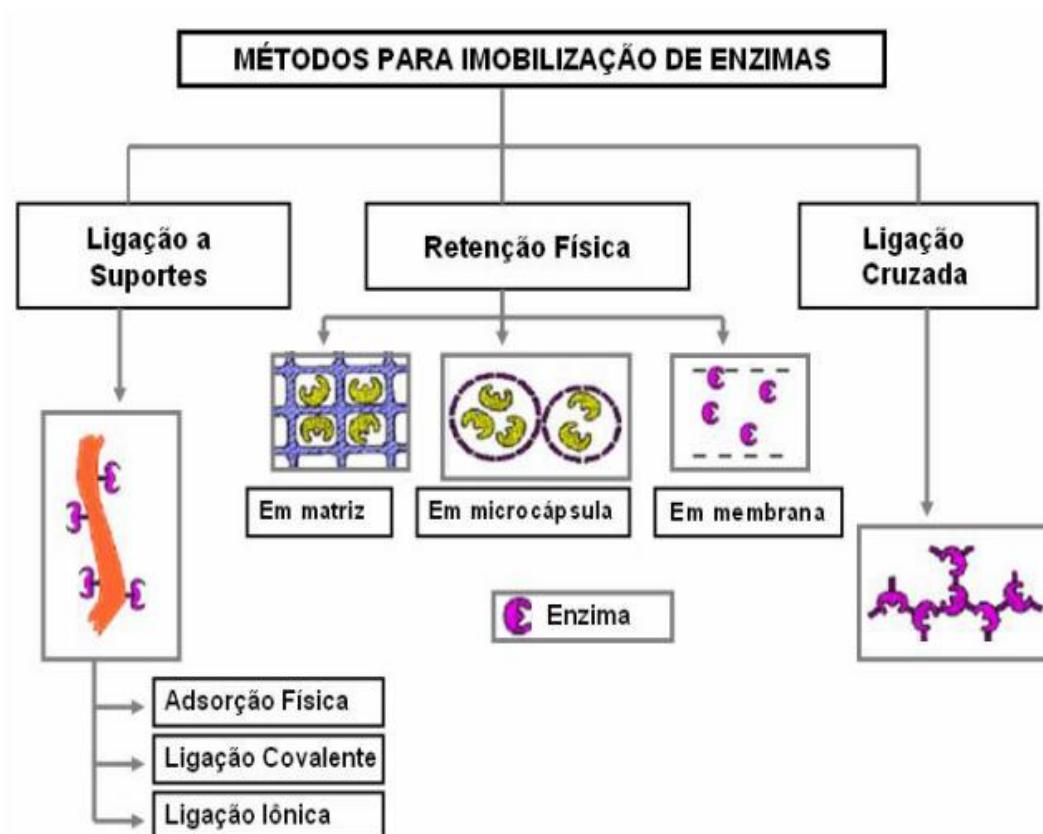 MÉTODOS PARA IMOBILIZAÇÃO DE ENZIMAS
Ligação a
Suportes
Retenção Física
Ligação
Cruzada
Em matriz
Em microcápsula
Em membrana
Enzima
Adsorção Física
Ligação Covalente
Ligação Iônica